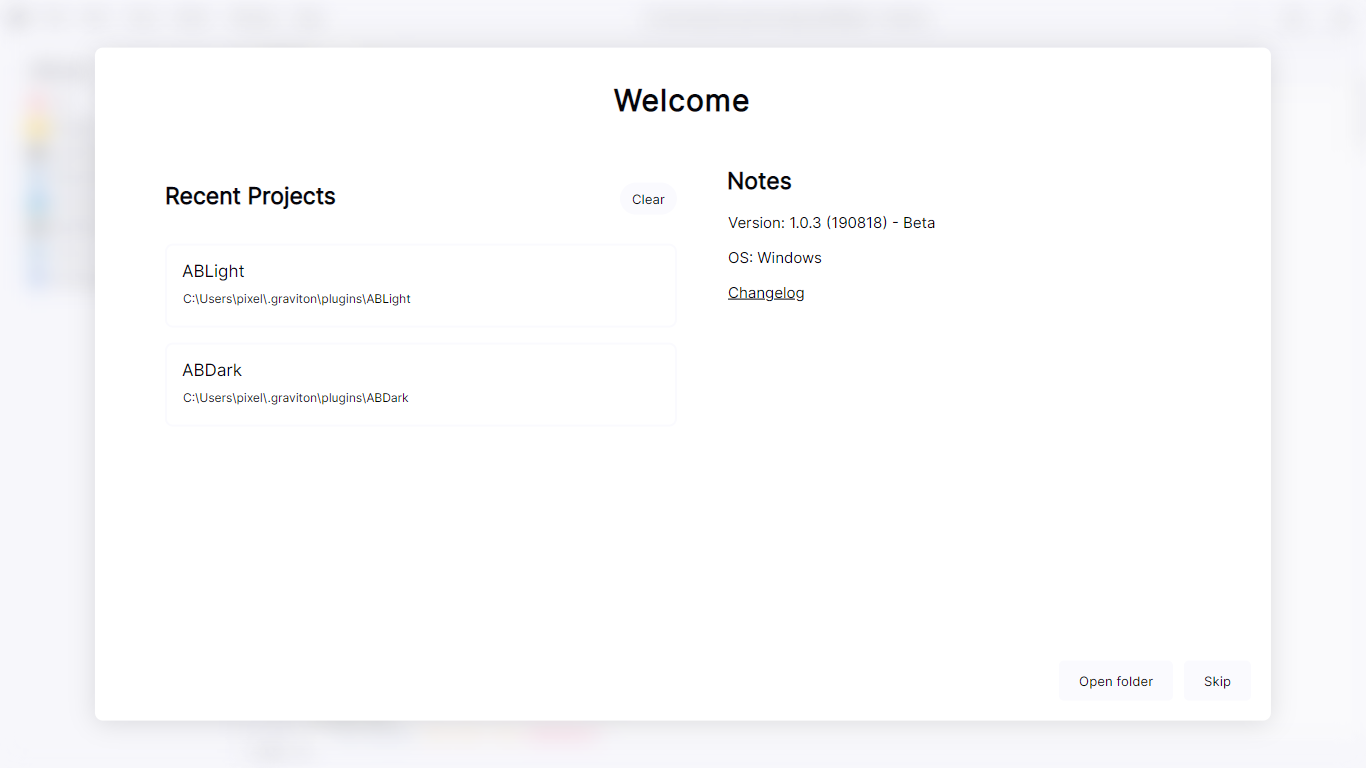 Welcome
Recent Projects
Clear
ABLight
C:\Users\pixel\.graviton\plugins\ABLight
ABDark
C:\Users\pixel\.graviton\plugins\ABDark
Notes
Version: 1.0.3 (190818) - Beta
OS: Windows
Changelog
Open folder
Skip